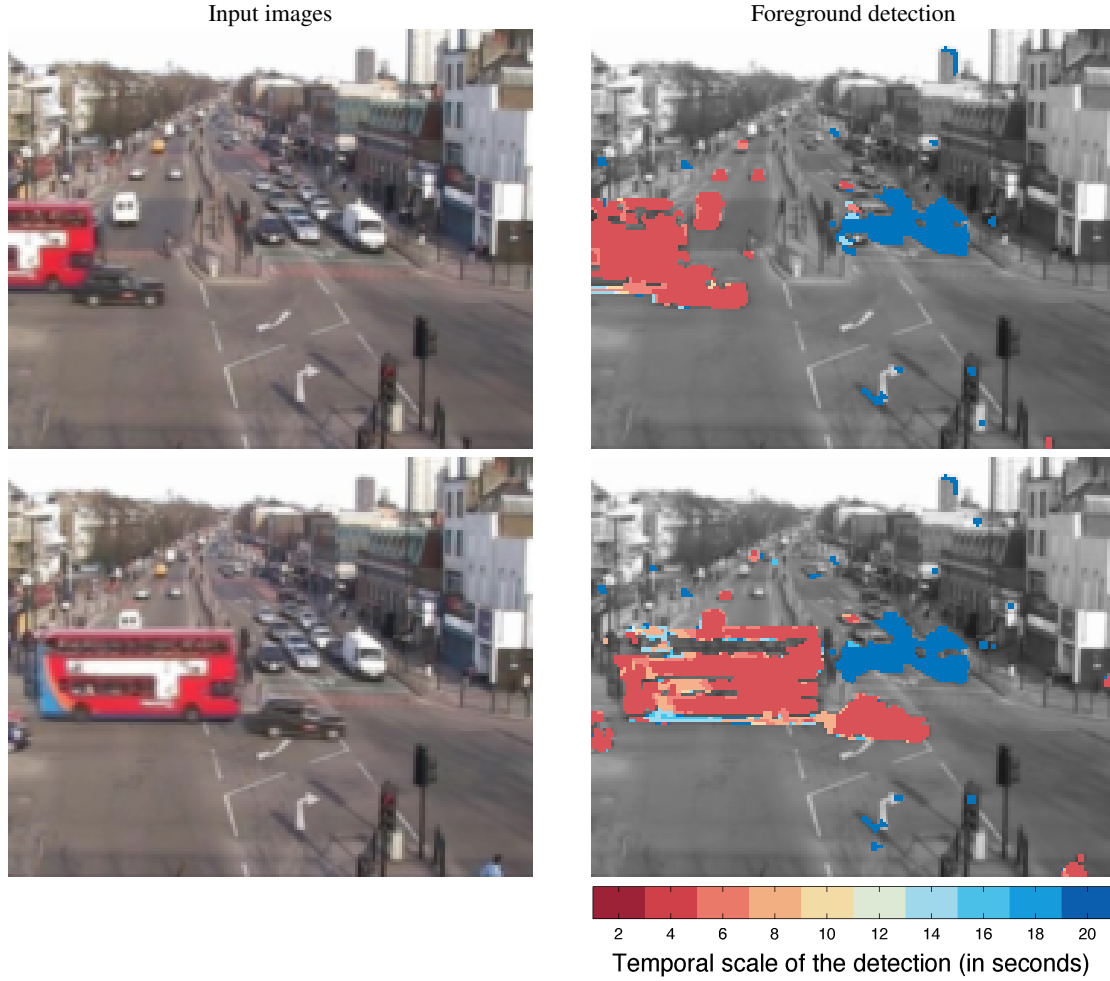 Input images
Foreground detection
2 4 6 8 10 12 14 16 18 20
Temporal scale of the detection (in seconds)